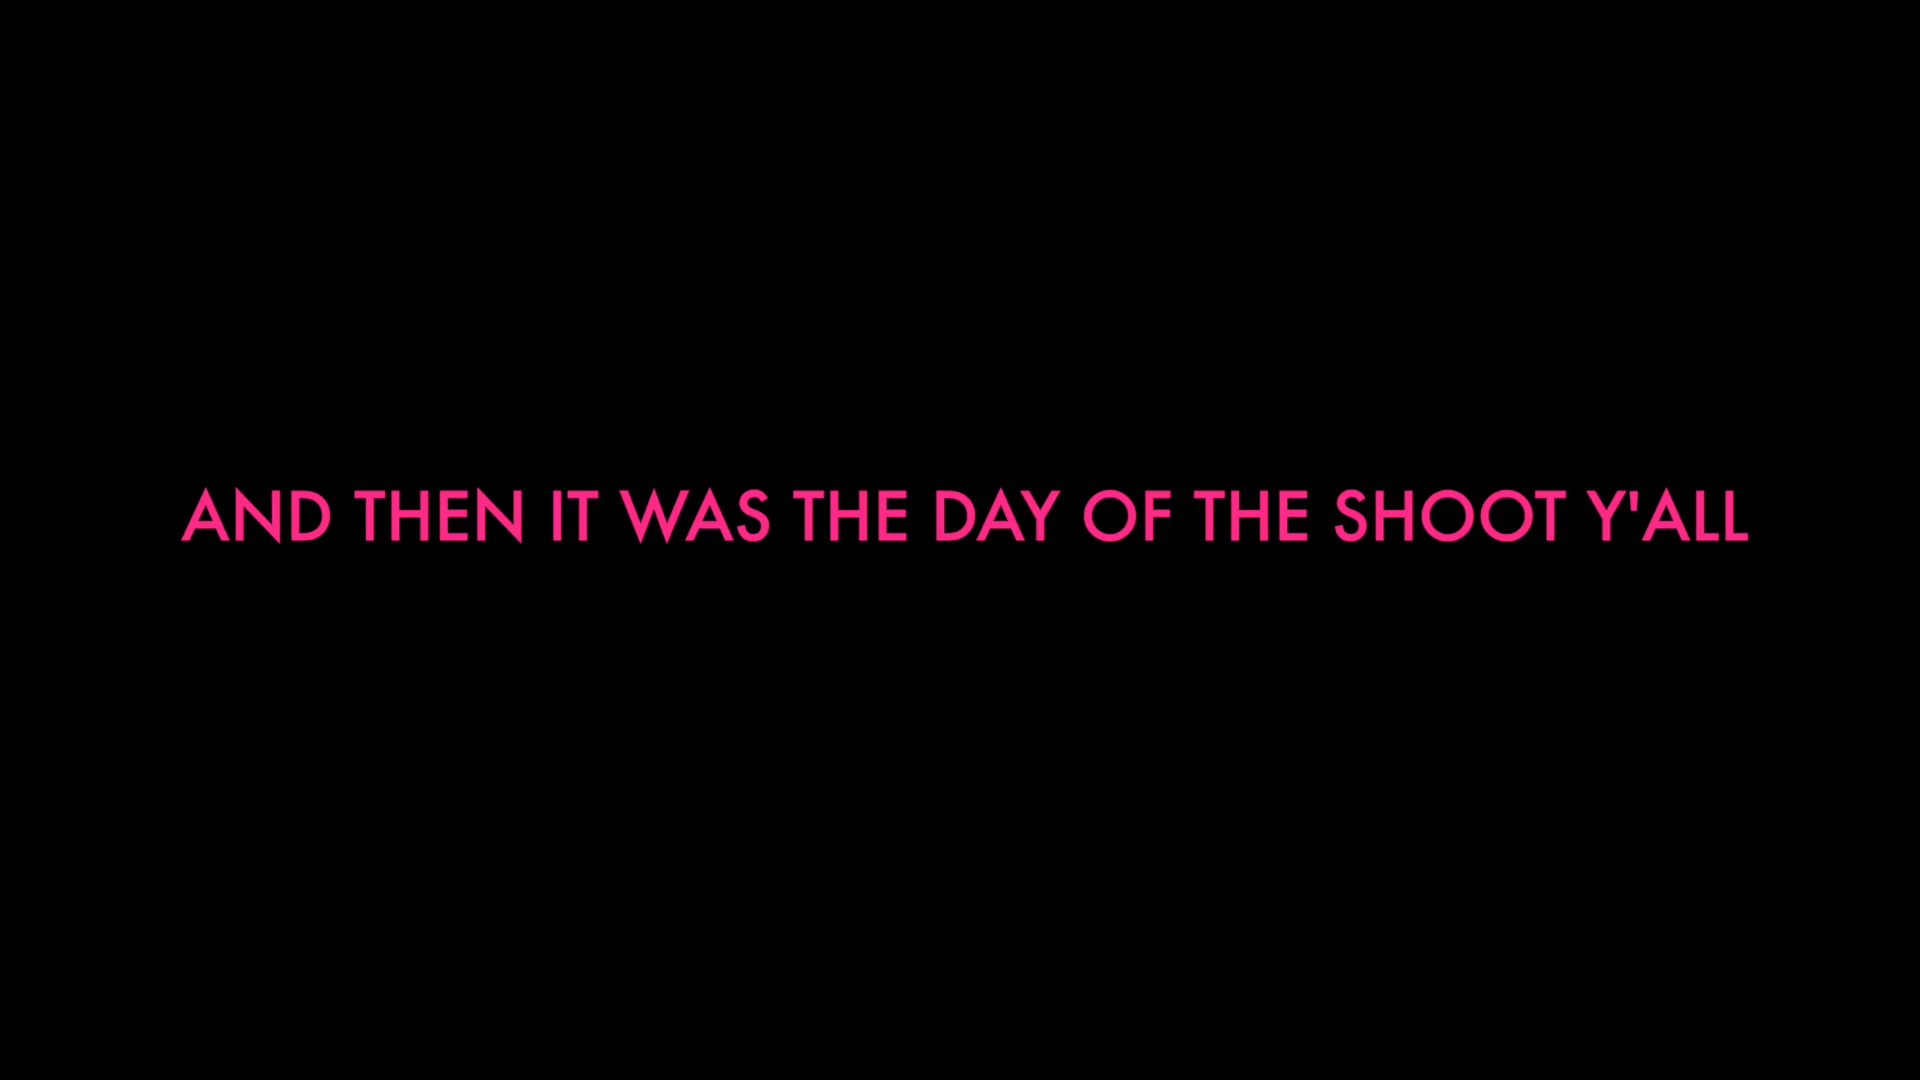 AND THEN IT WAS THE DAY OF THE SHOOT Y'ALL